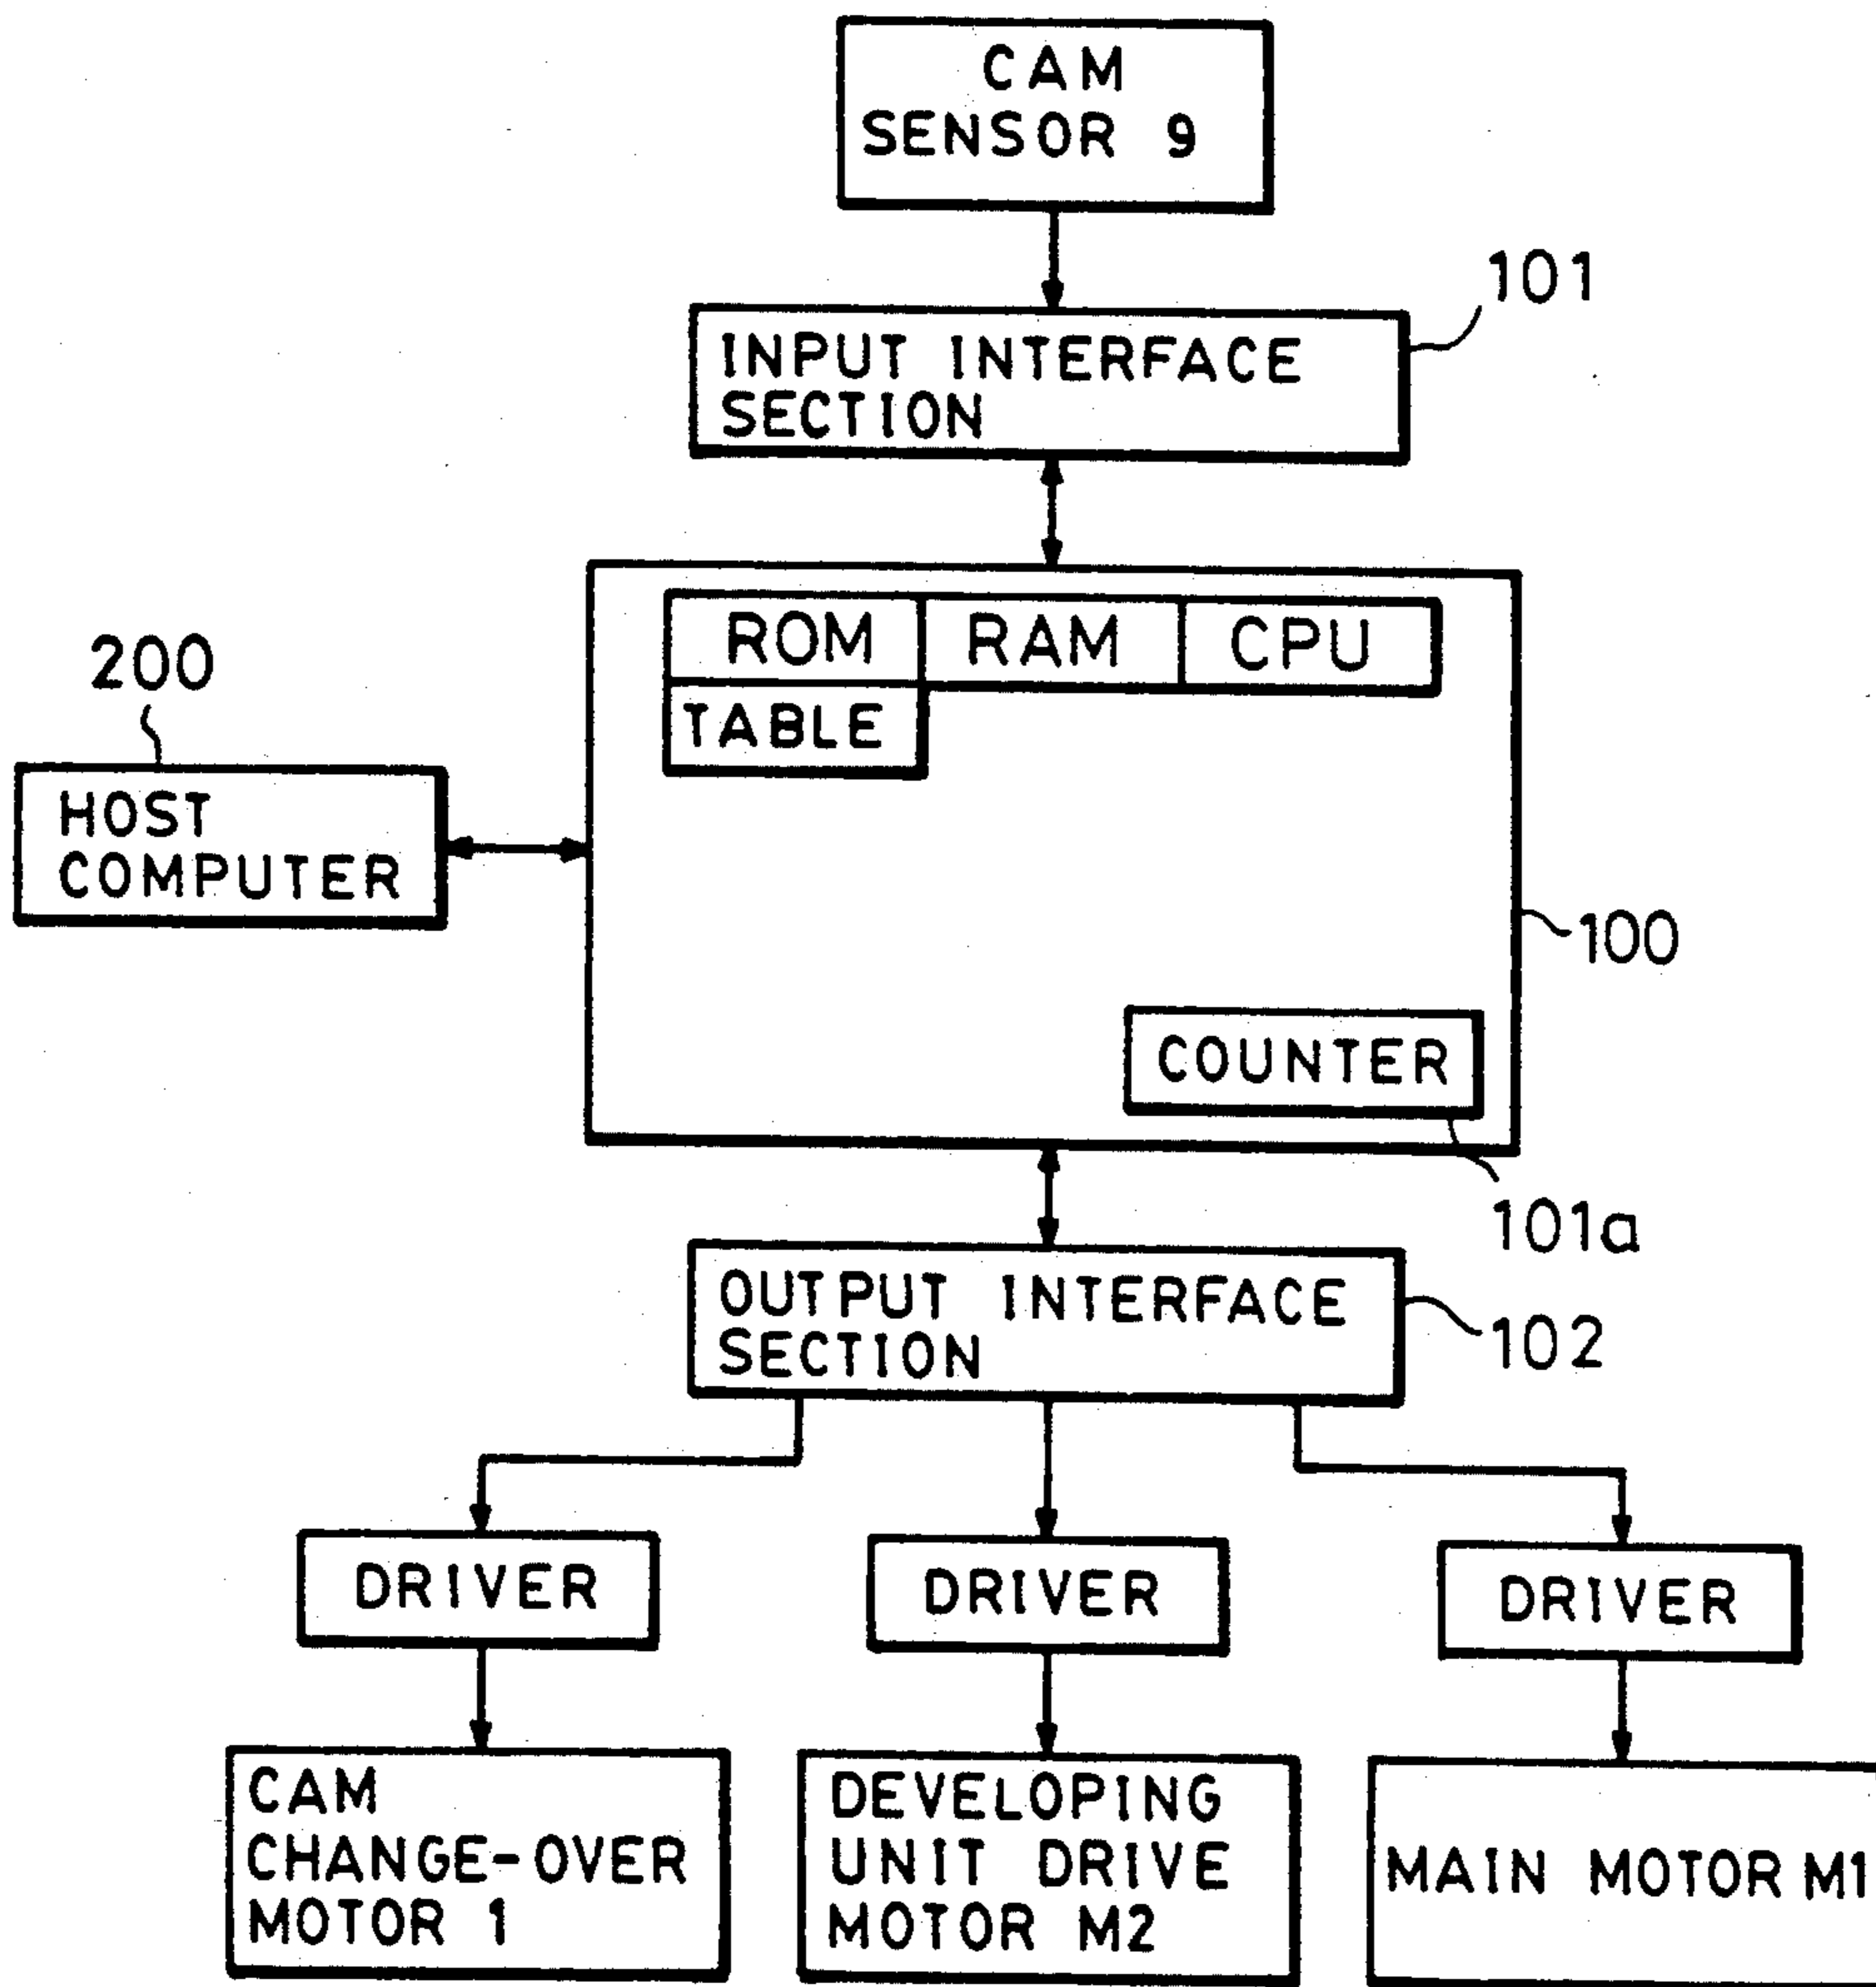 CAM
SENSOR 9
101
INPUT INTERFACE
SECTION
ROM RAM CPU
TABLE
200
HOST
COMPUTER
100
COUNTER
101a
OUTPUT INTERFACE
SECTION
102
DRIVER
DRIVER
DRIVER
CAM
CHANGE-OVER
MOTOR 1
DEVELOPING
UNIT DRIVE
MOTOR M2
MAIN MOTOR M1